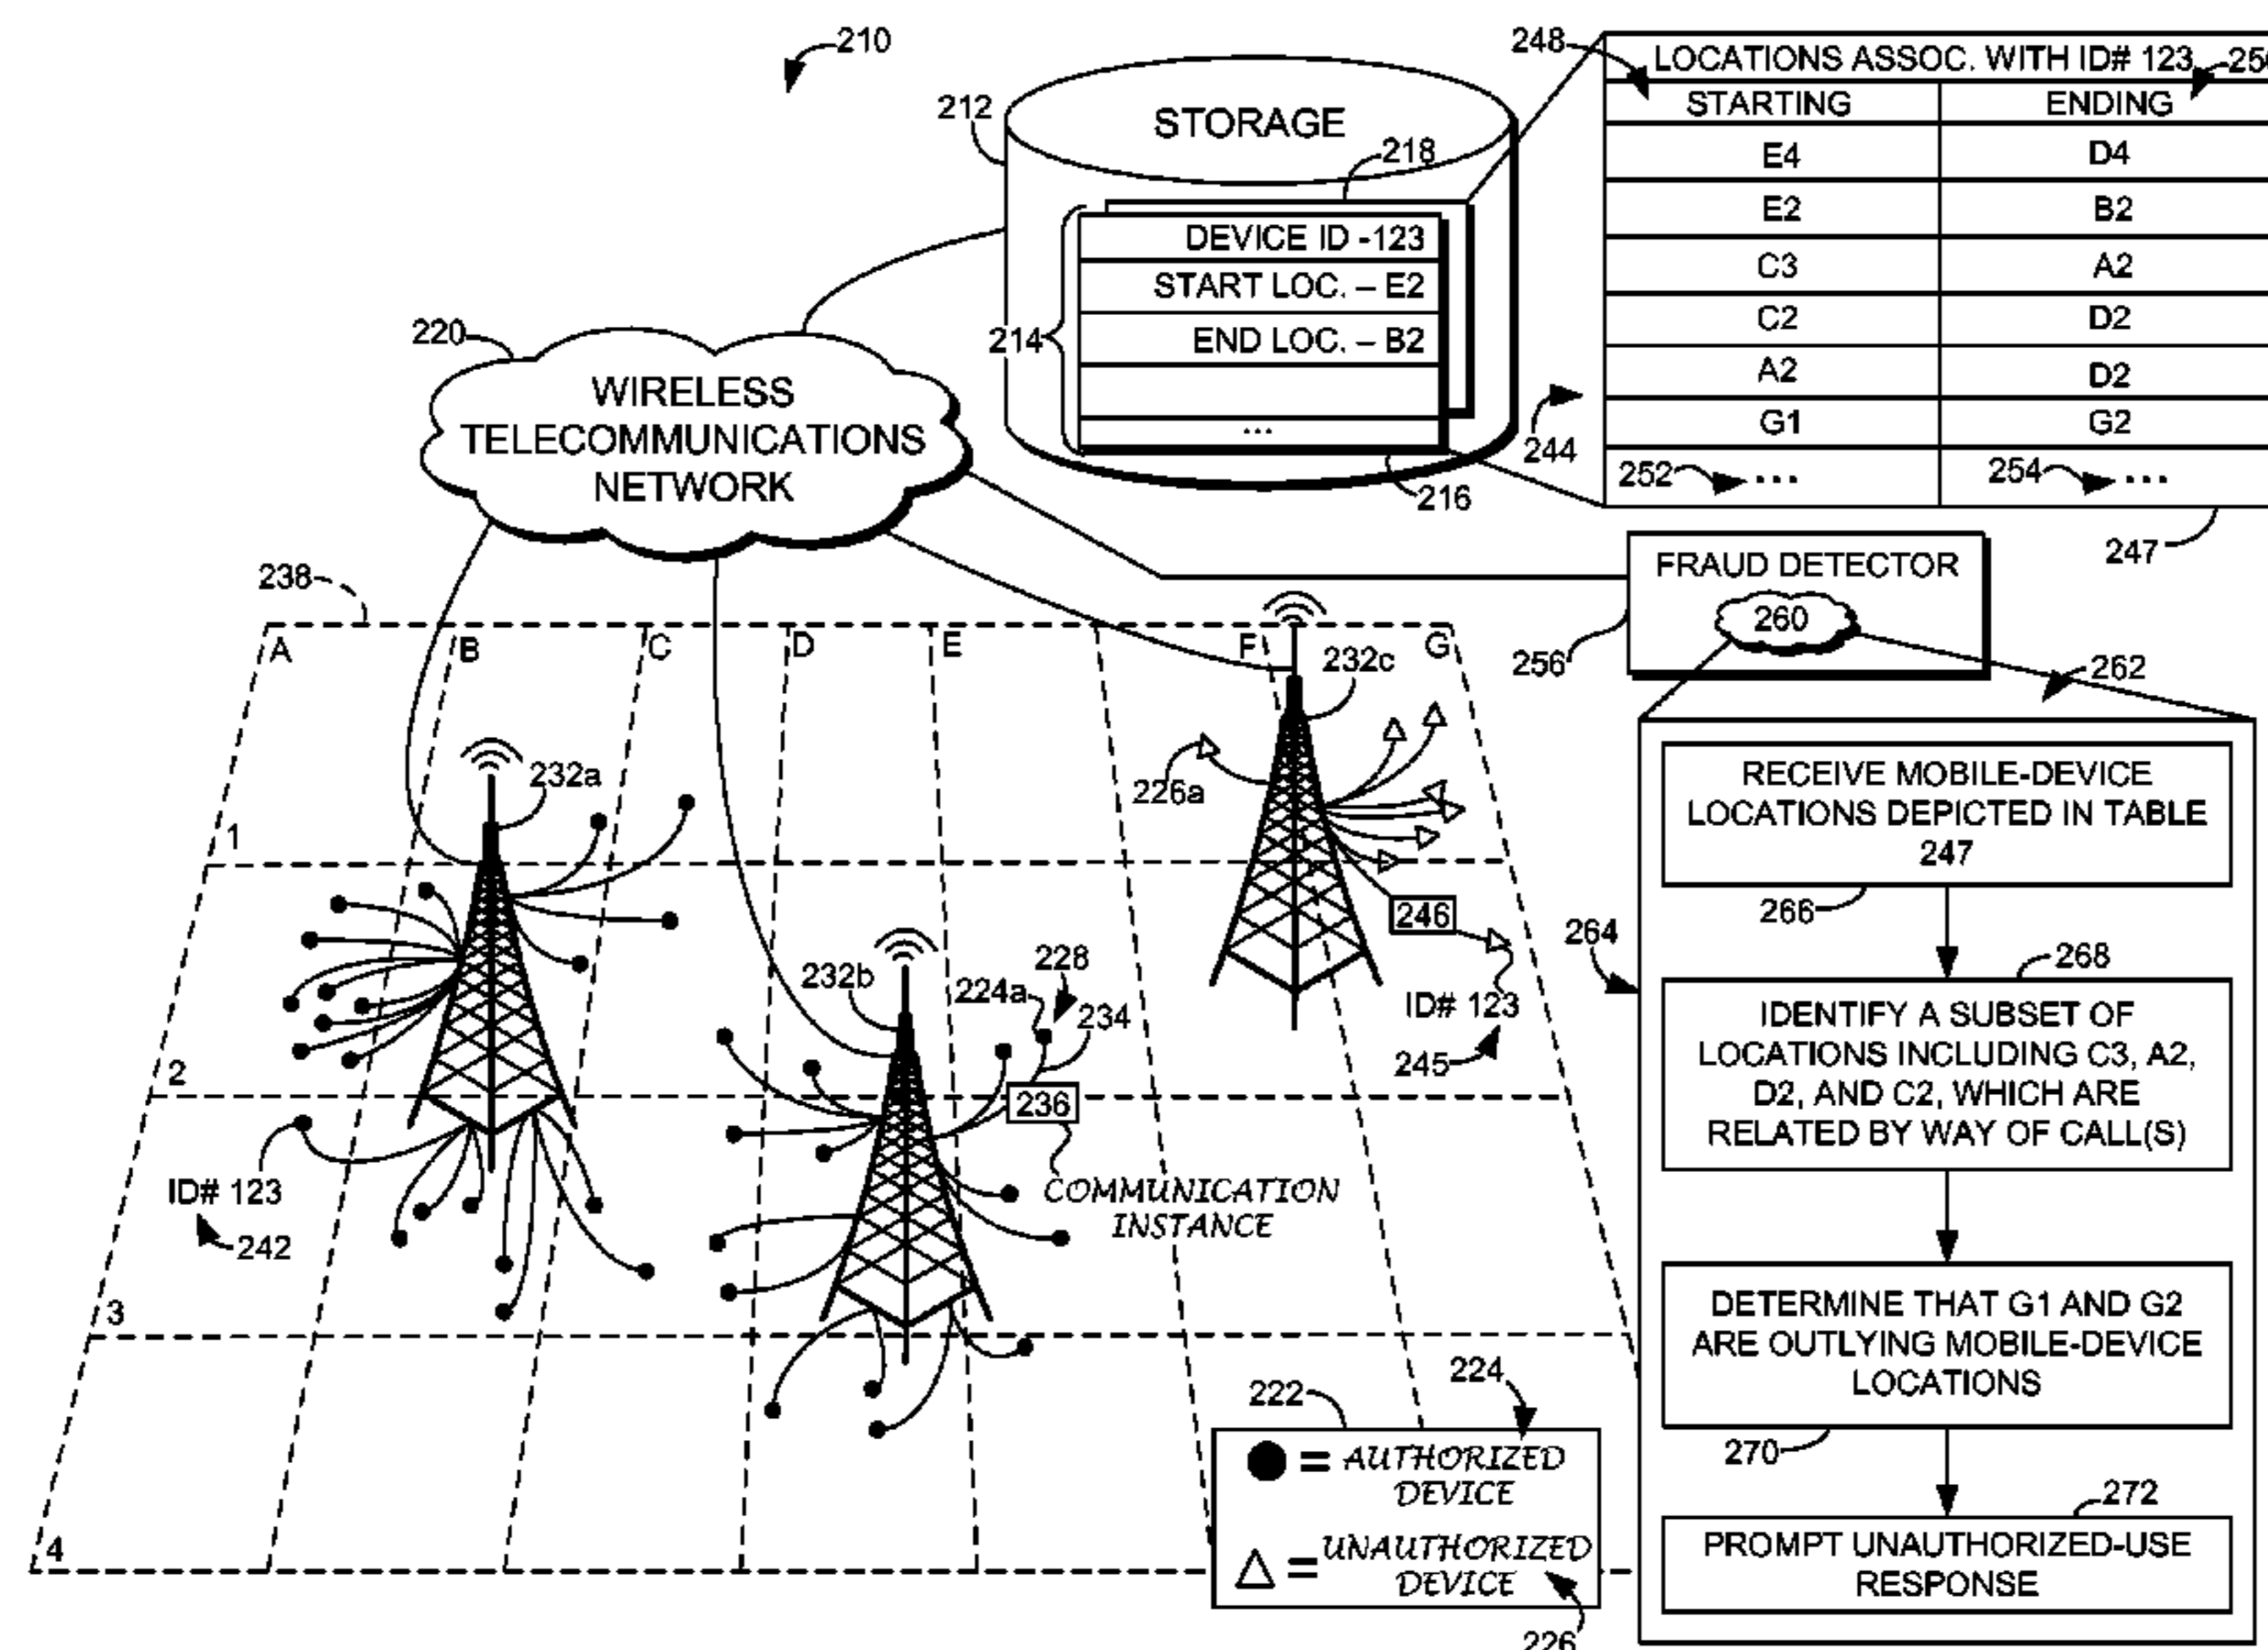 210
212
STORAGE
218
DEVICE ID -123
START LOC. – E2
END LOC. – B2
...
214
216
248
LOCATIONS ASSOC. WITH ID# 123
STARTING ENDING
E4 D4
E2 B2
C3 A2
C2 D2
A2 D2
G1 G2
252 ... 254 ...
244
247
220
WIRELESS
TELECOMMUNICATIONS
NETWORK
238
A B C D E F G
1
2
3
4
232a
232b
232c
226a
224a
228
234
236
COMMUNICATION
INSTANCE
246
ID# 123
245
ID# 123
242
222
224
= AUTHORIZED
DEVICE
= UNAUTHORIZED
DEVICE
226
FRAUD DETECTOR
260
256
262
264
RECEIVE MOBILE-DEVICE
LOCATIONS DEPICTED IN TABLE
247
266
268
IDENTIFY A SUBSET OF
LOCATIONS INCLUDING C3, A2,
D2, AND C2, WHICH ARE
RELATED BY WAY OF CALL(S)
DETERMINE THAT G1 AND G2
ARE OUTLYING MOBILE-DEVICE
LOCATIONS
270
272
PROMPT UNAUTHORIZED-USE
RESPONSE